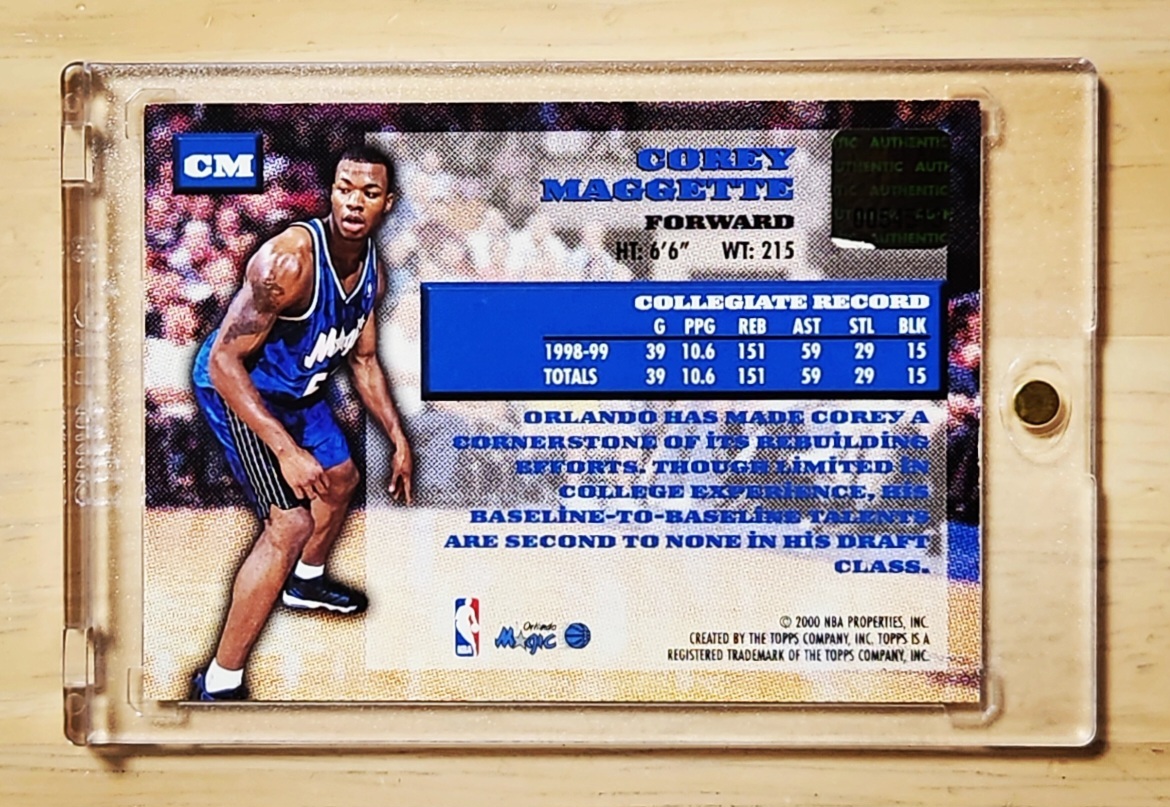 CM
COREY
MAGGETTE
FORWARD
HT: 6'6" WT: 215
AUTHENTIC
AUTHENTIC
AUTHENTIC
AUTHENTIC
COLLEGIATE RECORD
G PPG REB AST STL BLK
1998-99 39 10.6 151 59 29 15
TOTALS 39 10.6 151 59 29 15
ORLANDO HAS MADE COREY A
CORNERSTONE OF ITS REBUILDING
EFFORTS. THOUGH LIMITED IN
COLLEGE EXPERIENCE, HIS
BASELINE-TO-BASELINE TALENTS
ARE SECOND TO NONE IN HIS DRAFT
CLASS.
Magic
NBA
Orlando
Magic
© 2000 NBA PROPERTIES, INC.
CREATED BY THE TOPPS COMPANY, INC. TOPPS IS A
REGISTERED TRADEMARK OF THE TOPPS COMPANY, INC.